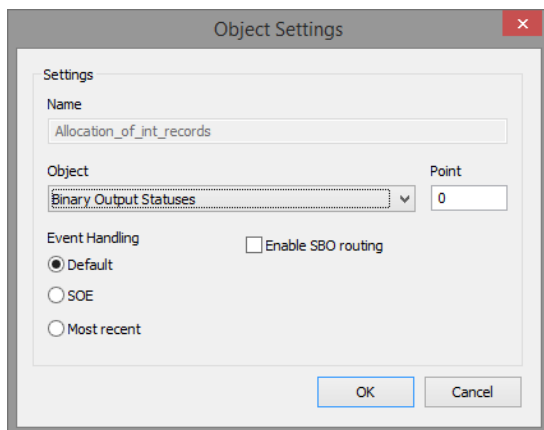 Object Settings
Settings
Name
Allocation_of_int_records
Object
Point
Binary Output Statuses
0
Event Handling
Enable SBO routing
Default
SOE
Most recent
OK
Cancel